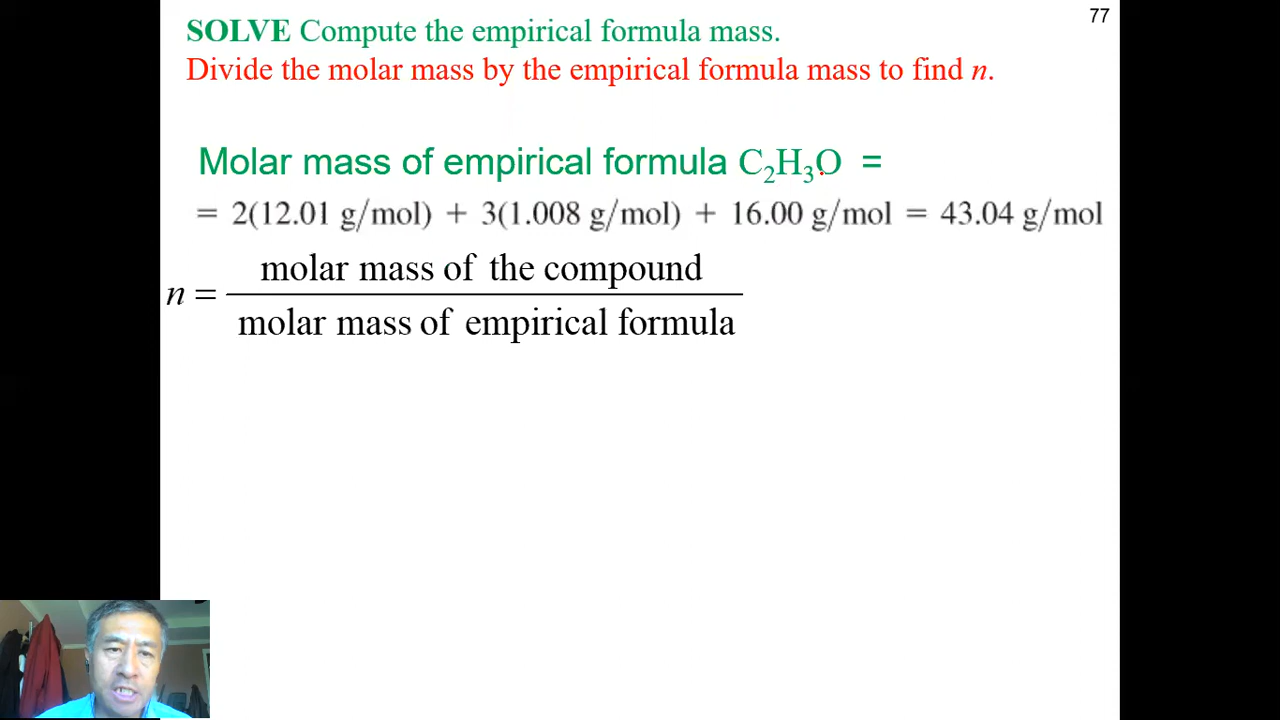 77
SOLVE Compute the empirical formula mass.
Divide the molar mass by the empirical formula mass to find n.
Molar mass of empirical formula C₂H₃O =
= 2(12.01 g/mol) + 3(1.008 g/mol) + 16.00 g/mol = 43.04 g/mol
n = molar mass of the compound
molar mass of empirical formula